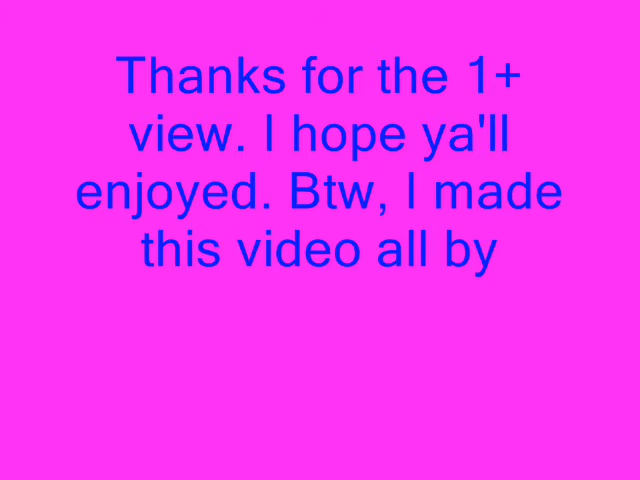 Thanks for the 1+
view. I hope ya'll
enjoyed. Btw, I made
this video all by